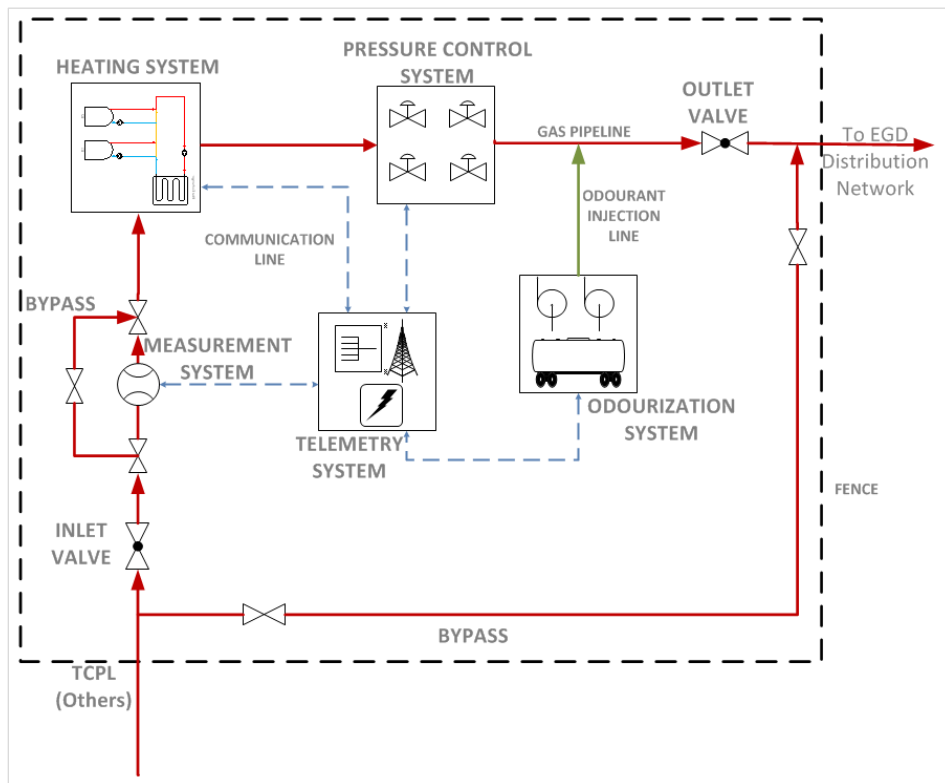 HEATING SYSTEM
PRESSURE CONTROL
SYSTEM
OUTLET
VALVE
GAS PIPELINE
To EGD
Distribution
Network
ODOURANT
INJECTION
LINE
COMMUNICATION
LINE
BYPASS
MEASUREMENT
SYSTEM
TELEMETRY
SYSTEM
ODOURIZATION
SYSTEM
FENCE
INLET
VALVE
BYPASS
TCPL
(Others)